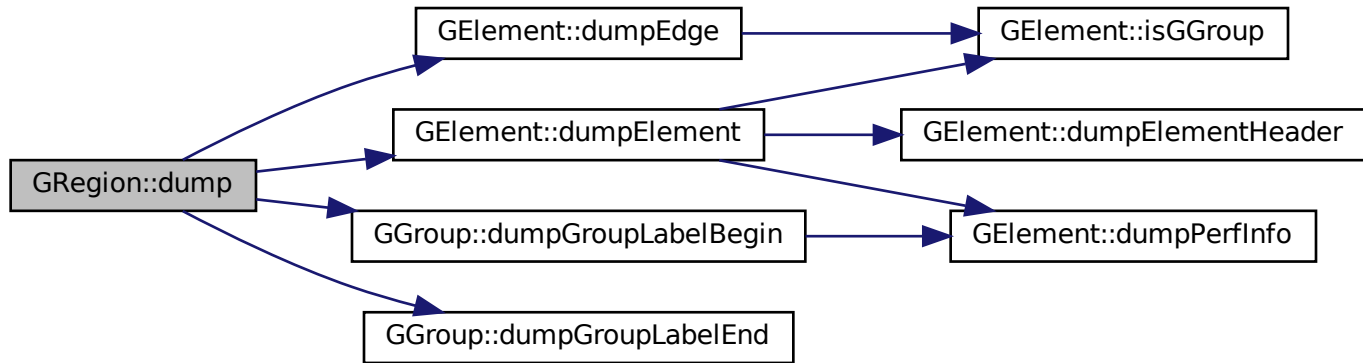 GElement::dumpEdge
GElement::isGGroup
GElement::dumpElement
GElement::dumpElementHeader
GRegion::dump
GGroup::dumpGroupLabelBegin
GElement::dumpPerfInfo
GGroup::dumpGroupLabelEnd